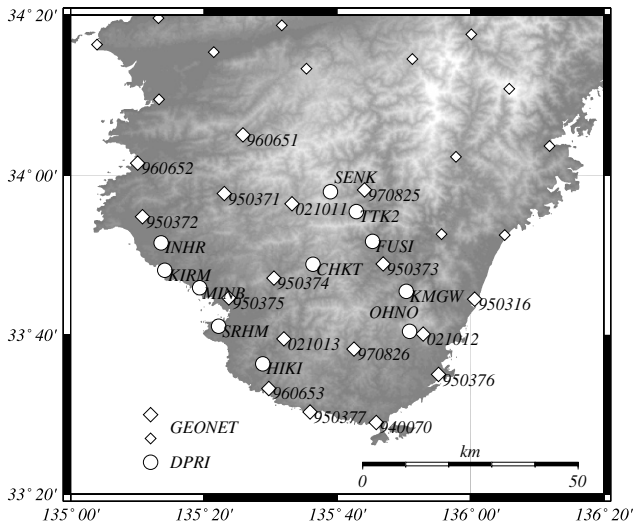 34° 20'
960651
960652
34° 00'
SENK
950371
970825
021011
TTK2
950372
INHR
FUSI
CHKT
950373
KIRM
950374
MINB
950375
KMGW
950316
OHNO
SRHM
33° 40'
021013
021012
970826
HIKI
950376
960653
950377
940070
GEONET
DPRI
km
0
50
33° 20'
135° 00'
135° 20'
135° 40'
136° 00'
136° 20'